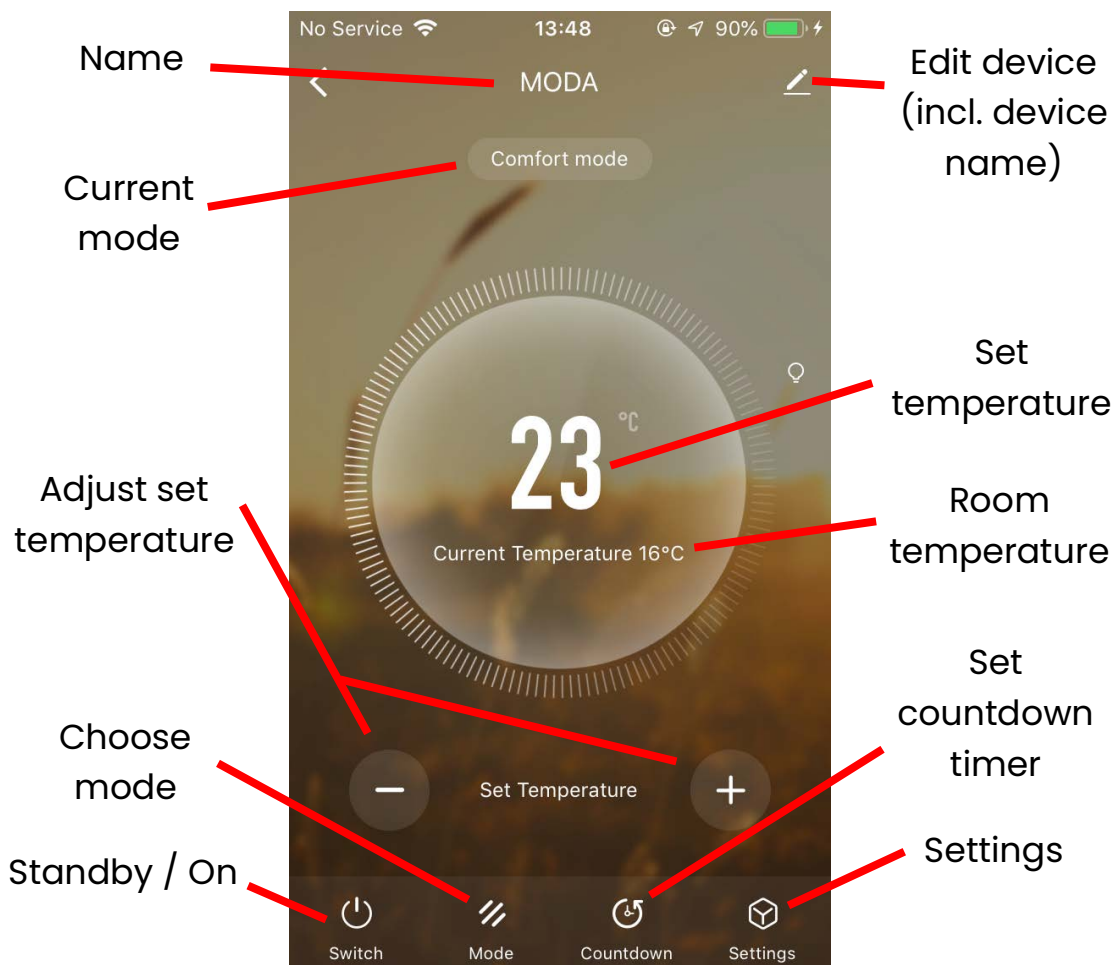 No Service 13:48 90%
Name
MODA
Edit device
(incl. device
name)
Comfort mode
Current
mode
Set
temperature
23 °C
Adjust set
temperature
Room
temperature
Current Temperature 16°C
Set
countdown
timer
Choose
mode
Set Temperature
Standby / On
Settings
Switch Mode Countdown Settings